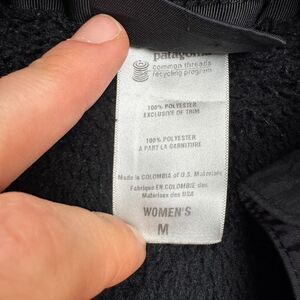 patagonia
common threads
recycling program
100% POLYESTER
EXCLUSIVE OF TRIM
100% POLYESTER
A PART LA GARNITURE
Made in COLOMBIA of U.S. Materials
Fabriqué EN COLOMBIE des
Materiaux des USA
WOMEN'S
M